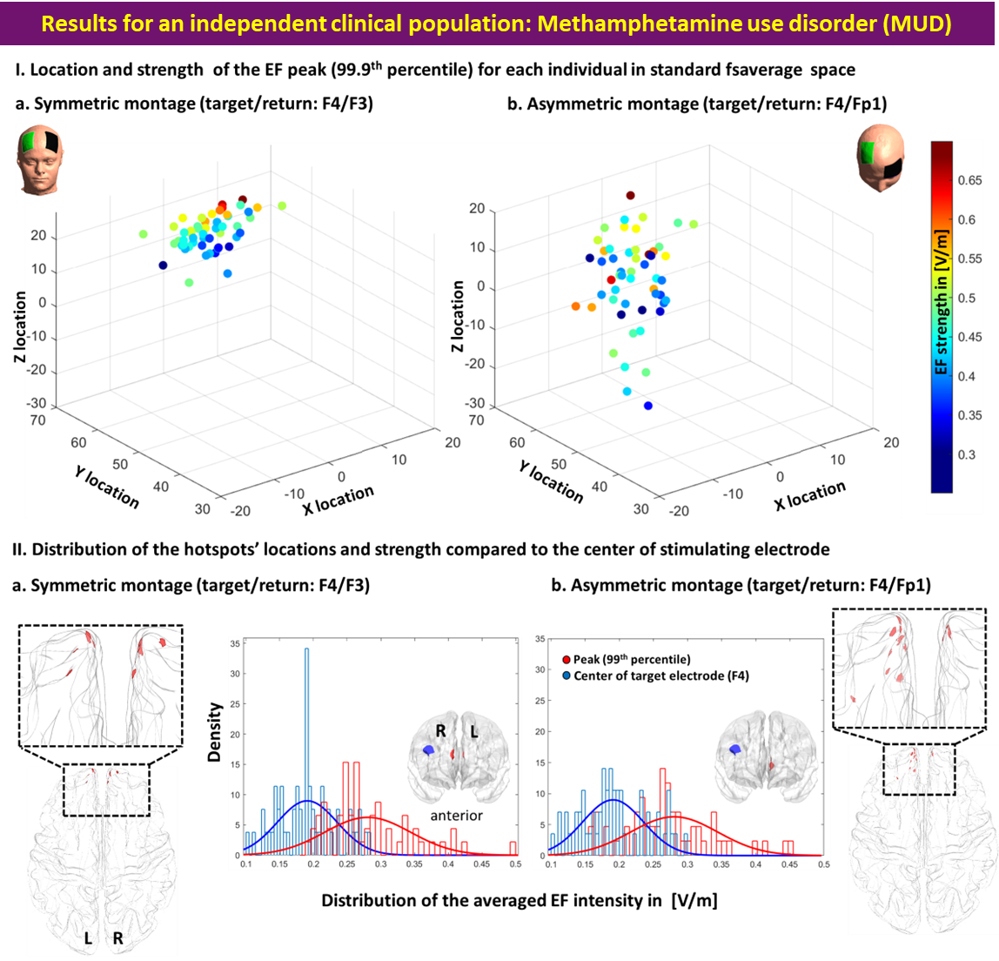 Results for an independent clinical population: Methamphetamine use disorder (MUD)
I. Location and strength of the EF peak (99.9th percentile) for each individual in standard fsaverage space
a. Symmetric montage (target/return: F4/F3)
b. Asymmetric montage (target/return: F4/Fp1)
20
10
0
-10
-20
-30
Z location
70
60
50
40
30
Y location
-20
-10
0
10
20
X location
20
10
0
-10
-20
-30
Z location
70
60
50
40
30
Y location
-20
-10
0
10
20
X location
0.65
0.6
0.55
0.5
0.45
0.4
0.35
0.3
EF strength in [V/m]
II. Distribution of the hotspots’ locations and strength compared to the center of stimulating electrode
a. Symmetric montage (target/return: F4/F3)
b. Asymmetric montage (target/return: F4/Fp1)
L R
Density
35
30
25
20
15
10
5
0
0.1 0.15 0.2 0.25 0.3 0.35 0.4 0.45 0.5
R L
anterior
35
30
25
20
15
10
5
0
0.1 0.15 0.2 0.25 0.3 0.35 0.4 0.45 0.5
Peak (99th percentile)
Center of target electrode (F4)
Distribution of the averaged EF intensity in [V/m]